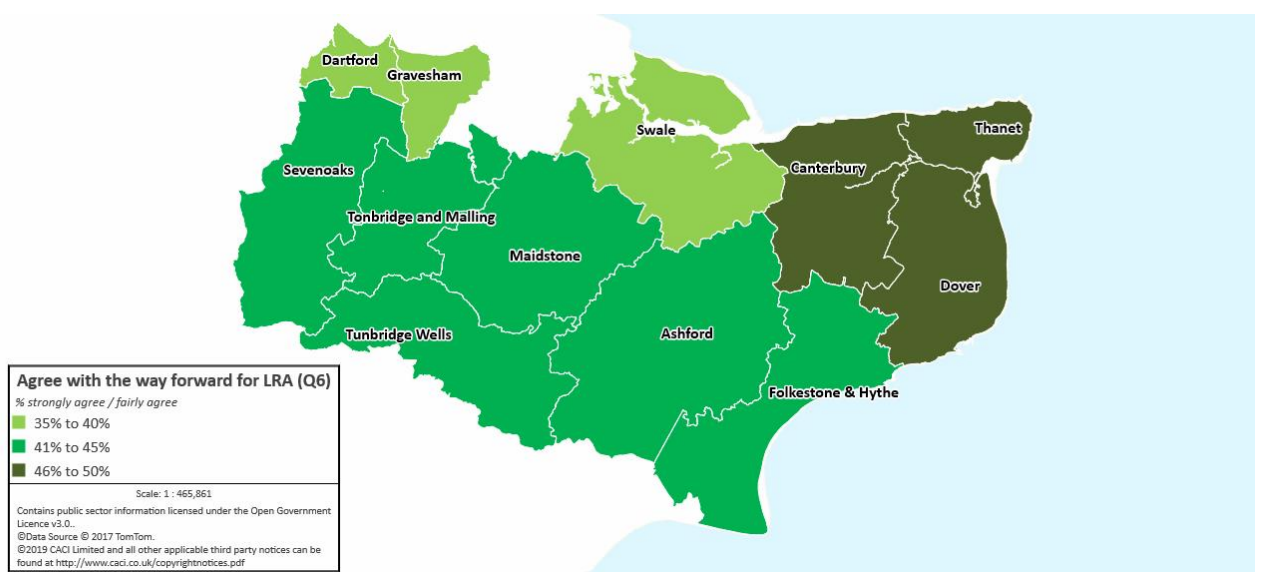 Dartford
Gravesham
Swale
Thanet
Sevenoaks
Canterbury
Tonbridge and Malling
Maidstone
Dover
Tunbridge Wells
Ashford
Folkestone & Hythe
Agree with the way forward for LRA (Q6)
% strongly agree / fairly agree
35% to 40%
41% to 45%
46% to 50%
Scale: 1 : 465,861
Contains public sector information licensed under the Open Government
Licence v3.0..
©Data Source © 2017 TomTom.
©2019 CACI Limited and all other applicable third party notices can be
found at http://www.caci.co.uk/copyrightnotices.pdf